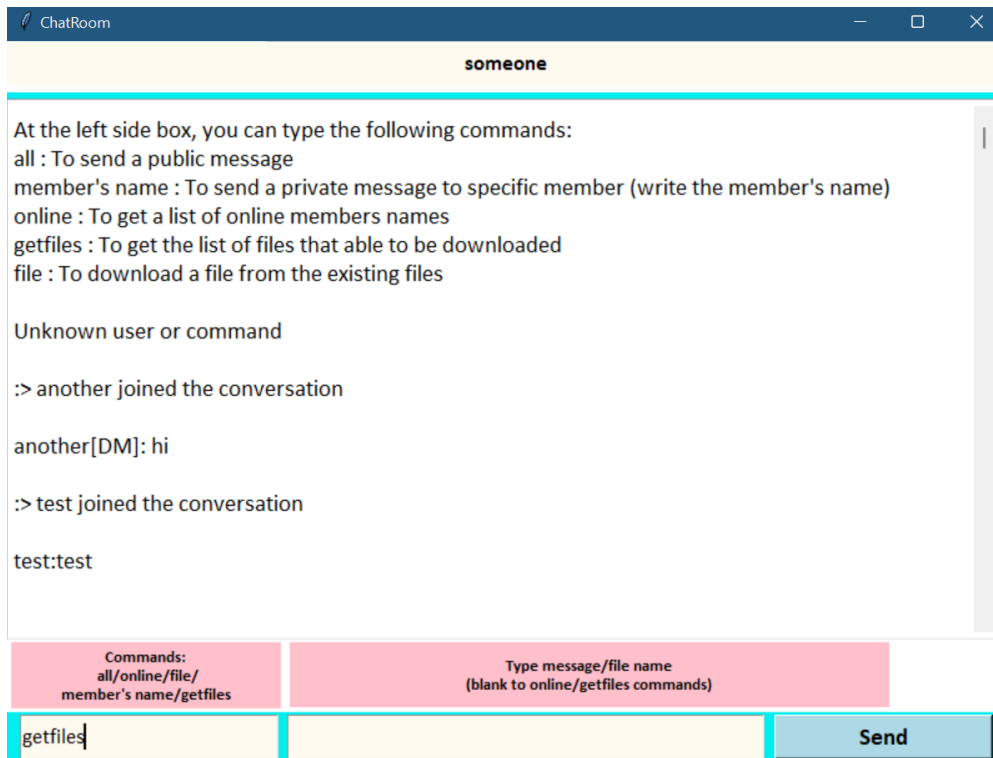 ChatRoom
someone
At the left side box, you can type the following commands:
all : To send a public message
member's name : To send a private message to specific member (write the member's name)
online : To get a list of online members names
getfiles : To get the list of files that able to be downloaded
file : To download a file from the existing files
Unknown user or command
:> another joined the conversation
another[DM]: hi
:> test joined the conversation
test:test
Commands:
all/online/file/
member's name/getfiles
Type message/file name
(blank to online/getfiles commands)
getfiles
Send